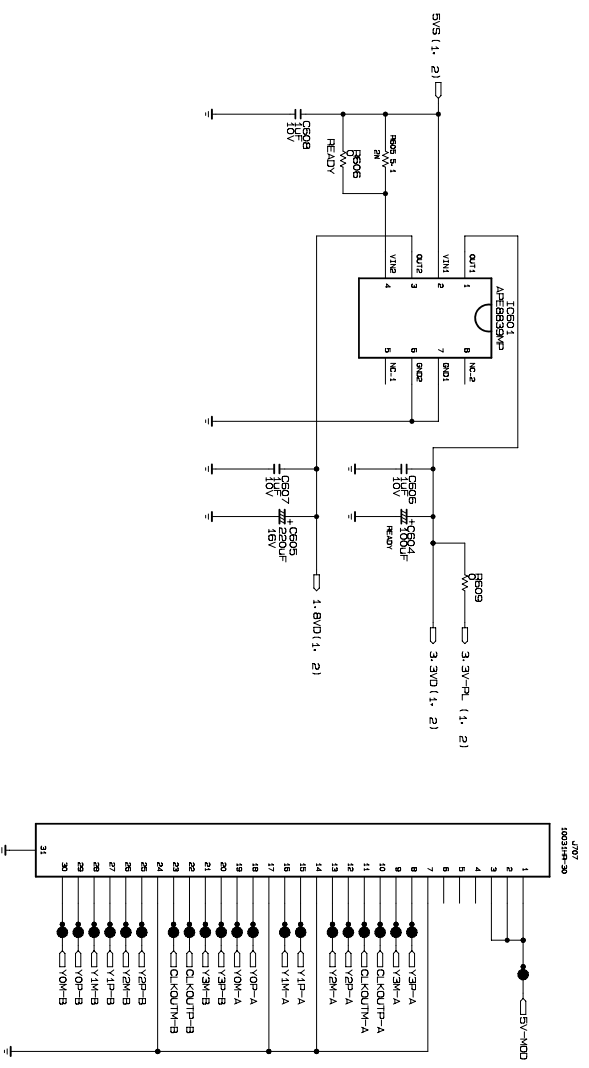 5VS(1, 2)
C608
1uF
10V
R605 5.1
2W
R606
0
READY
VIN2
OUT2
VIN1
OUT1
4
3
2
1
IC601
APE8839MP
5
6
7
8
NC_1
GND2
GND1
NC_2
C607
1uF
10V
+C605
220uF
16V
C606
1uF
10V
+C604
100uF
READY
R609
0
1.8VD(1, 2)
3.3VD(1, 2)
3.3V-PL (1, 2)
J707
10031HR-30
31
30
29
28
27
26
25
24
23
22
21
20
19
18
17
16
15
14
13
12
11
10
9
8
7
6
5
4
3
2
1
Y0M-B
Y0P-B
Y1M-B
Y1P-B
Y2M-B
Y2P-B
CLKOUTM-B
CLKOUTP-B
Y3M-B
Y3P-B
Y0M-A
Y0P-A
Y1M-A
Y1P-A
Y2M-A
Y2P-A
CLKOUTM-A
CLKOUTP-A
Y3M-A
Y3P-A
5V-MOD